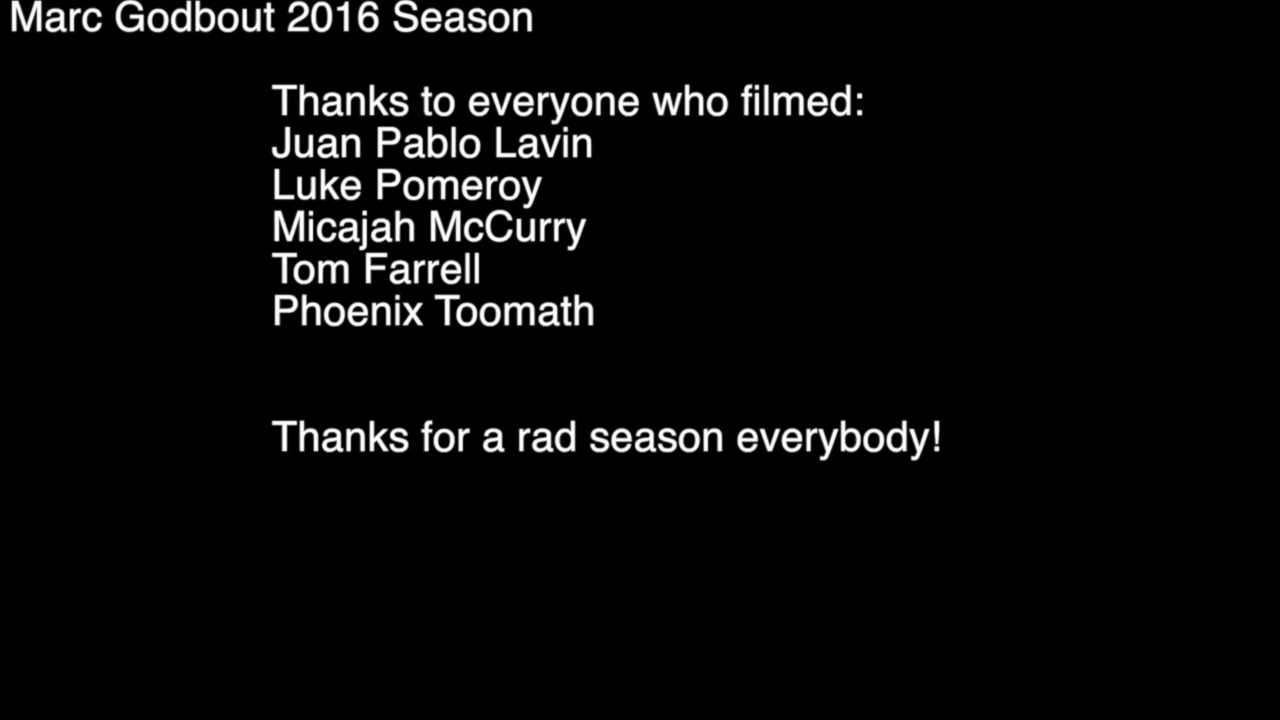 Marc Godbout 2016 Season
Thanks to everyone who filmed:
Juan Pablo Lavin
Luke Pomeroy
Micajah McCurry
Tom Farrell
Phoenix Toomath
Thanks for a rad season everybody!